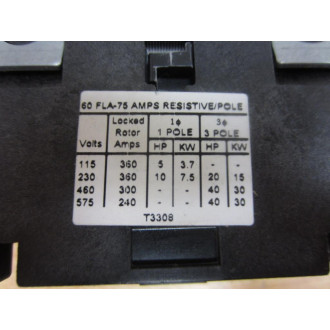 60 FLA-75 AMPS RESISTIVE/POLE
Volts Locked Rotor Amps 1ɸ 1 POLE 3ɸ 3 POLE
HP KW HP KW
115 360 5 3.7 - -
230 360 10 7.5 20 15
460 300 - - 40 30
575 240 - - 40 30
T3308